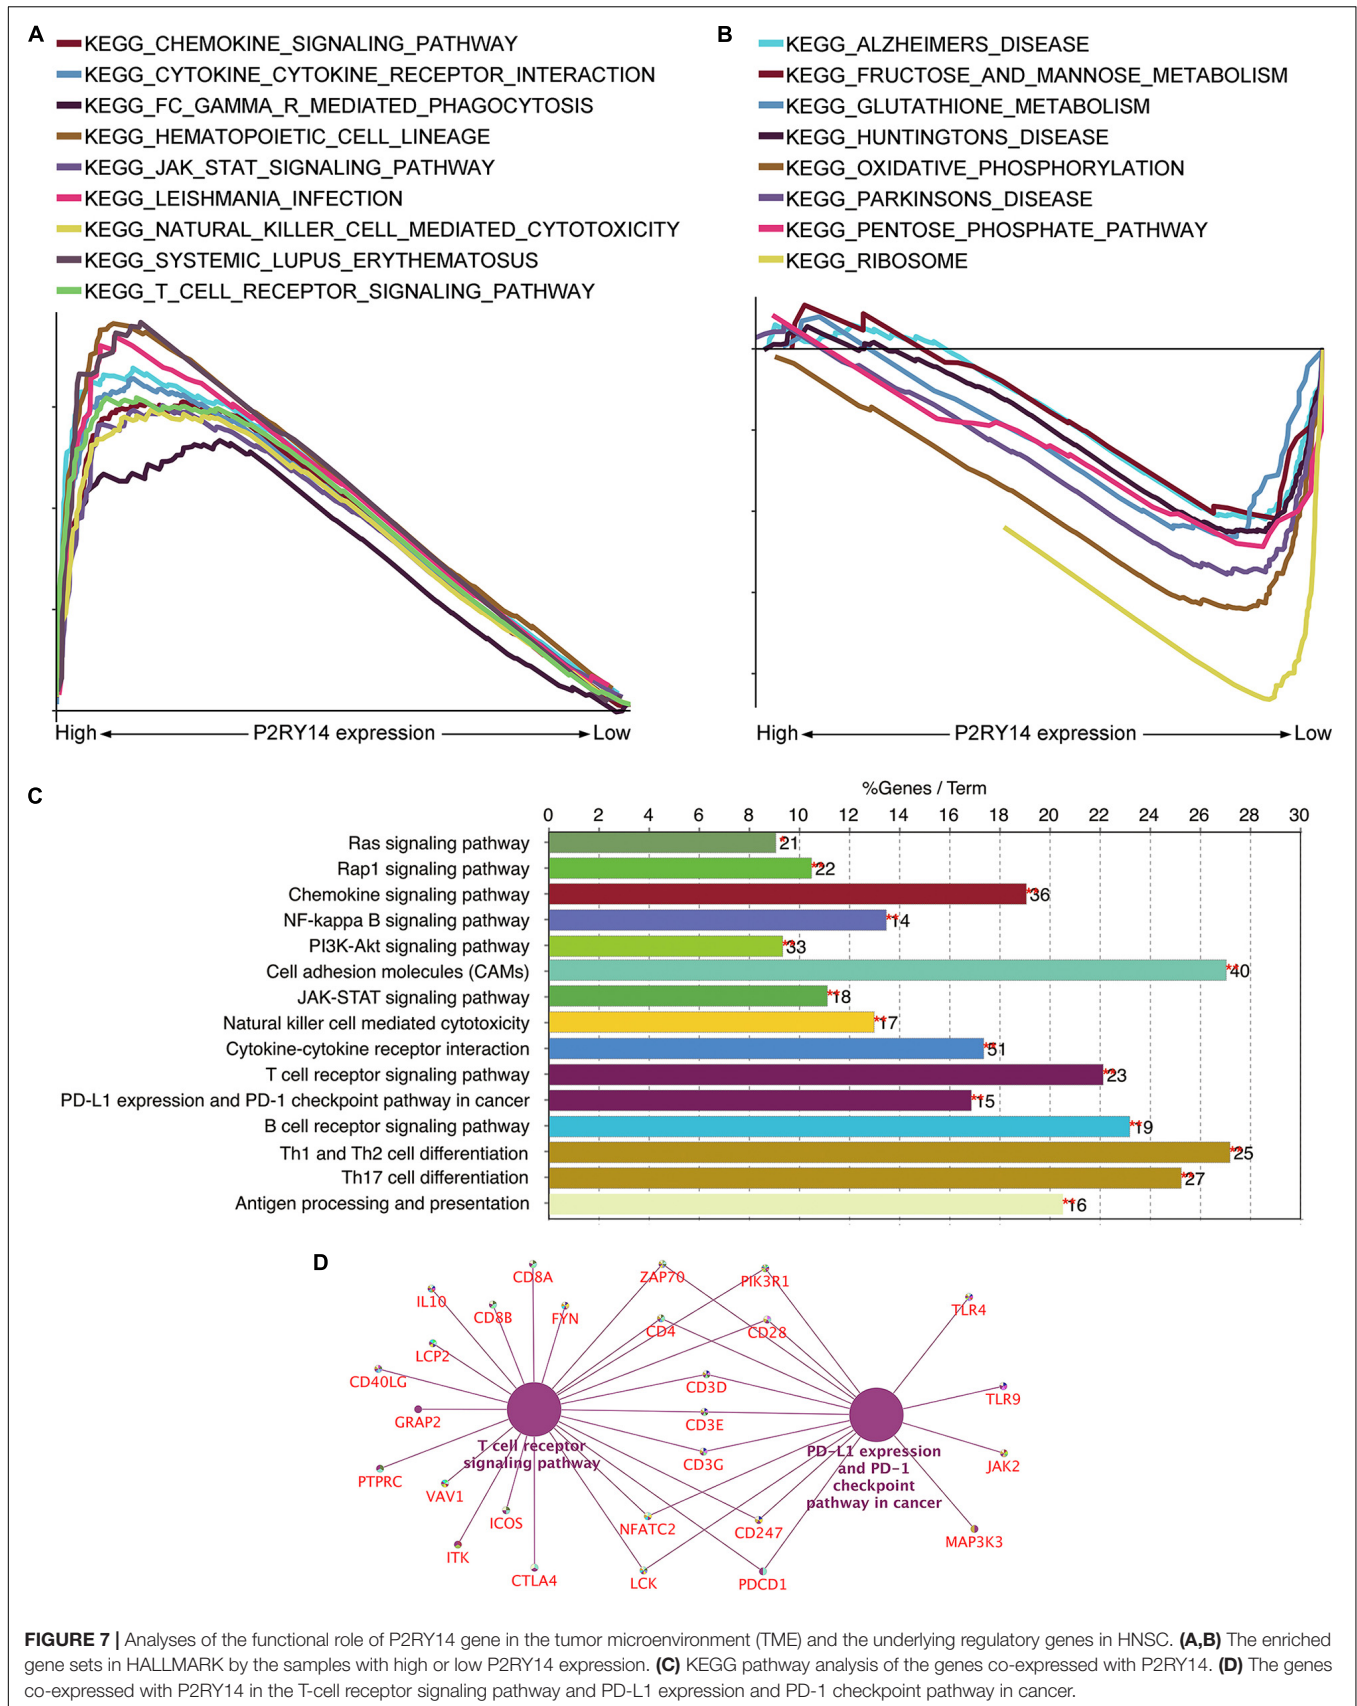 A
KEGG_CHEMOKINE_SIGNALING_PATHWAY
KEGG_CYTOKINE_CYTOKINE_RECEPTOR_INTERACTION
KEGG_FC_GAMMA_R_MEDIATED_PHAGOCYTOSIS
KEGG_HEMATOPOIETIC_CELL_LINEAGE
KEGG_JAK_STAT_SIGNALING_PATHWAY
KEGG_LEISHMANIA_INFECTION
KEGG_NATURAL_KILLER_CELL_MEDIATED_CYTOTOXICITY
KEGG_SYSTEMIC_LUPUS_ERYTHEMATOSUS
KEGG_T_CELL_RECEPTOR_SIGNALING_PATHWAY
High P2RY14 expression Low
B
KEGG_ALZHEIMERS_DISEASE
KEGG_FRUCTOSE_AND_MANNOSE_METABOLISM
KEGG_GLUTATHIONE_METABOLISM
KEGG_HUNTINGTONS_DISEASE
KEGG_OXIDATIVE_PHOSPHORYLATION
KEGG_PARKINSONS_DISEASE
KEGG_PENTOSE_PHOSPHATE_PATHWAY
KEGG_RIBOSOME
High P2RY14 expression Low
C
%Genes / Term
0 2 4 6 8 10 12 14 16 18 20 22 24 26 28 30
Ras signaling pathway *21
Rap1 signaling pathway **22
Chemokine signaling pathway **36
NF-kappa B signaling pathway **14
PI3K-Akt signaling pathway **33
Cell adhesion molecules (CAMs) **40
JAK-STAT signaling pathway **18
Natural killer cell mediated cytotoxicity **17
Cytokine-cytokine receptor interaction **51
T cell receptor signaling pathway **23
PD-L1 expression and PD-1 checkpoint pathway in cancer **15
B cell receptor signaling pathway **19
Th1 and Th2 cell differentiation **25
Th17 cell differentiation **27
Antigen processing and presentation **16
D
CD8A ZAP70 PIK3R1
IL10 TLR4
CD8B FYN CD4 CD28
LCP2
CD40LG CD3D
TLR9
GRAP2 CD3E
T cell receptor
signaling pathway
CD3G
PD-L1 expression
and PD-1
checkpoint
pathway in cancer
JAK2
PTPRC
VAV1
ICOS NFATC2 CD247
MAP3K3
ITK
CTLA4 LCK PDCD1
FIGURE 7 | Analyses of the functional role of P2RY14 gene in the tumor microenvironment (TME) and the underlying regulatory genes in HNSC. (A,B) The enriched
gene sets in HALLMARK by the samples with high or low P2RY14 expression. (C) KEGG pathway analysis of the genes co-expressed with P2RY14. (D) The genes
co-expressed with P2RY14 in the T-cell receptor signaling pathway and PD-L1 expression and PD-1 checkpoint pathway in cancer.